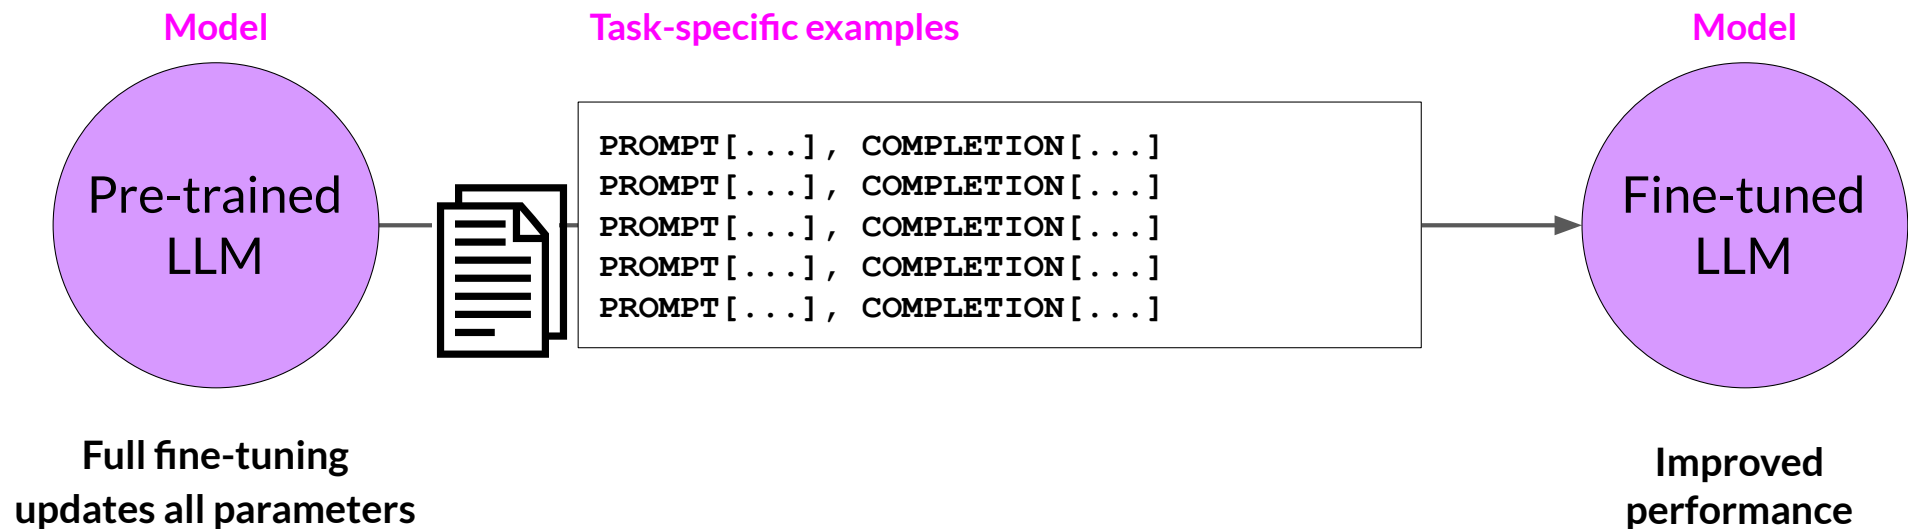 Model
Task-specific examples
Model
Pre-trained
LLM
PROMPT[...], COMPLETION[...]
PROMPT[...], COMPLETION[...]
PROMPT[...], COMPLETION[...]
PROMPT[...], COMPLETION[...]
PROMPT[...], COMPLETION[...]
Fine-tuned
LLM
Full fine-tuning
updates all parameters
Improved
performance